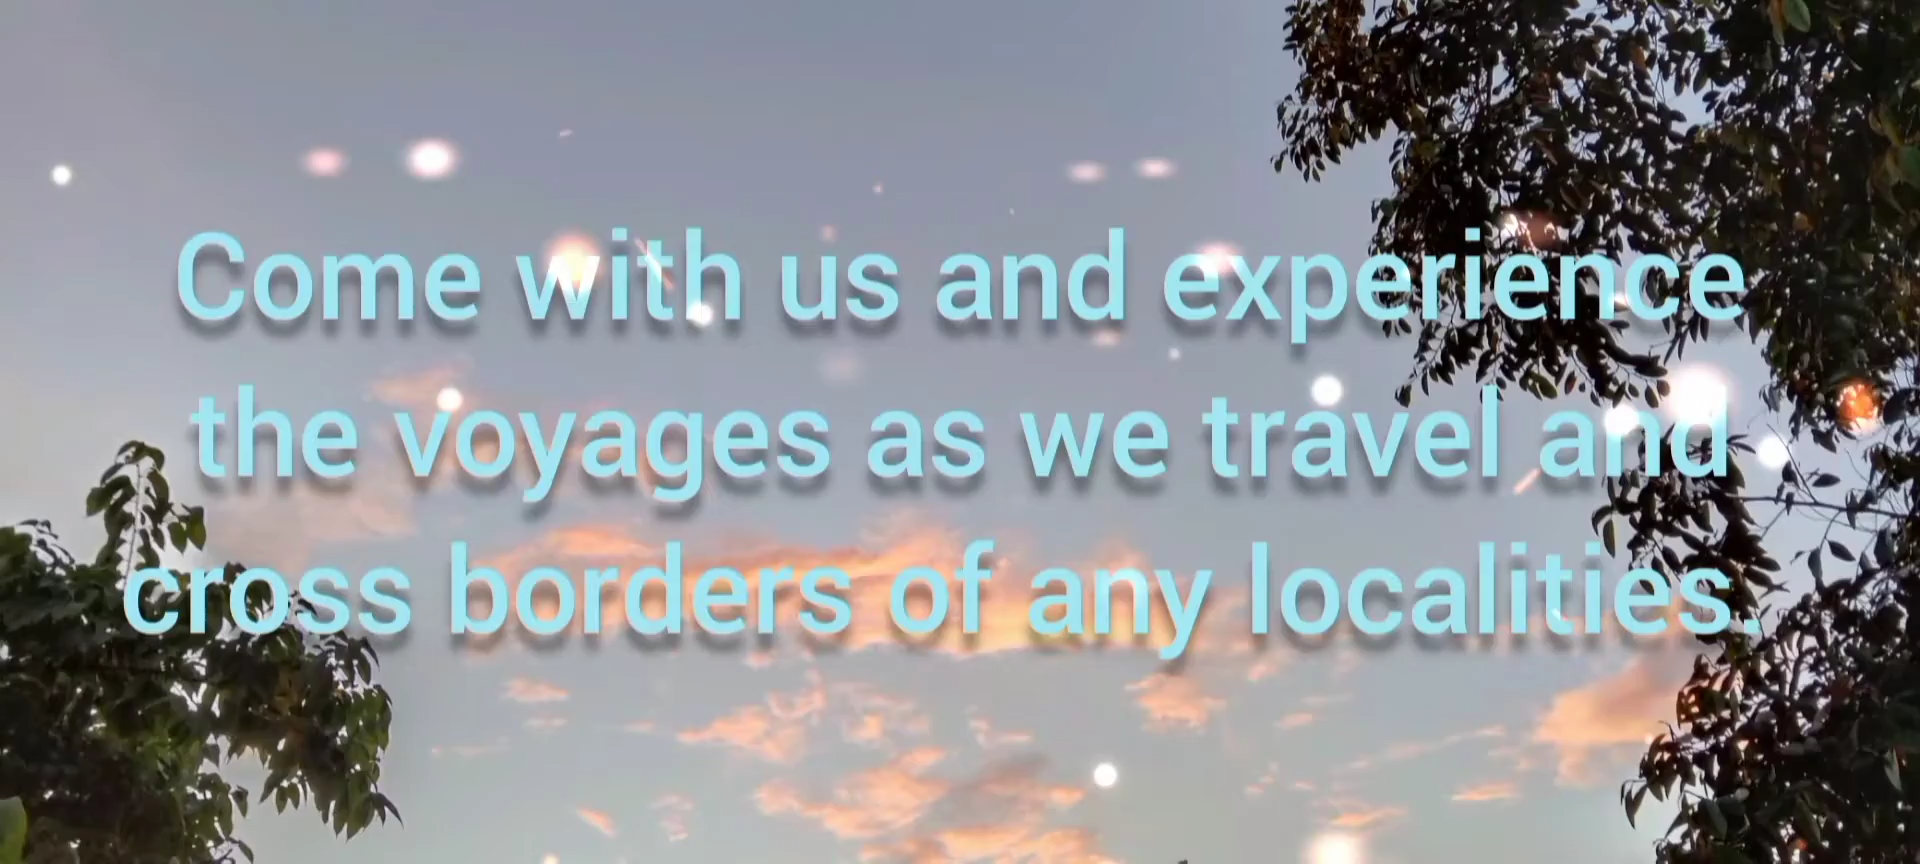 Come with us and experience
the voyages as we travel and
cross borders of any localities.